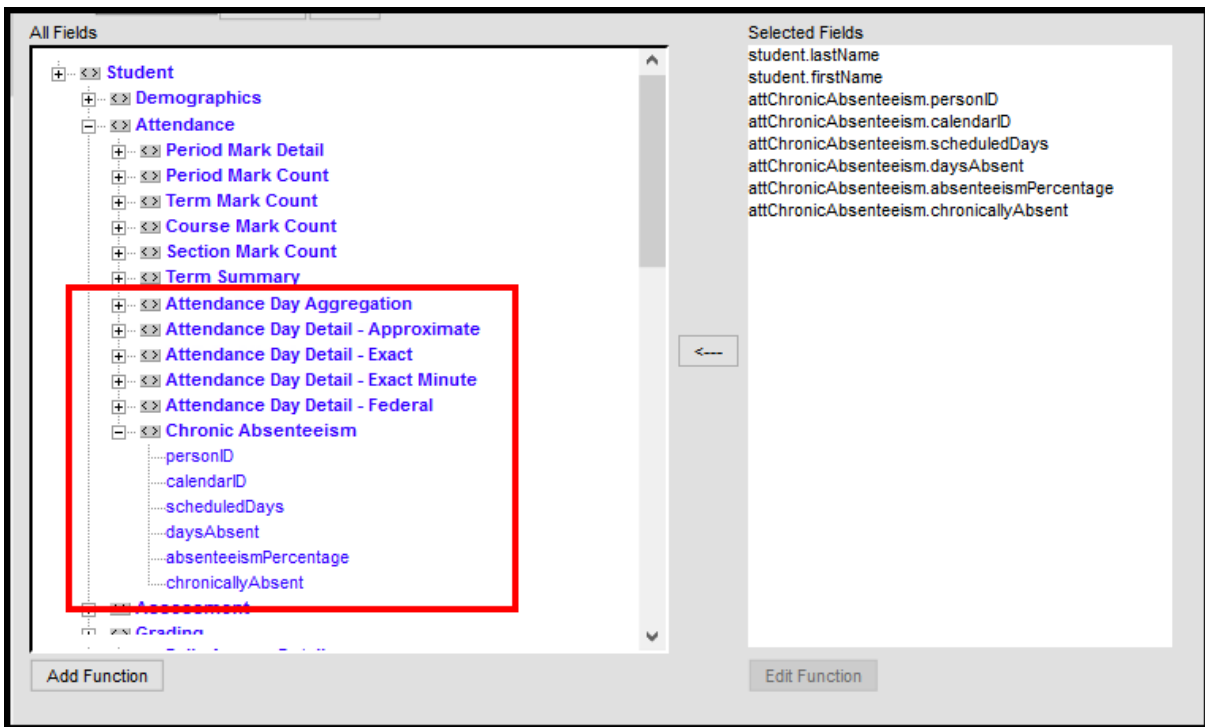 All Fields
Student
Demographics
Attendance
Period Mark Detail
Period Mark Count
Term Mark Count
Course Mark Count
Section Mark Count
Term Summary
Attendance Day Aggregation
Attendance Day Detail - Approximate
Attendance Day Detail - Exact
Attendance Day Detail - Exact Minute
Attendance Day Detail - Federal
Chronic Absenteeism
personID
calendarID
scheduledDays
daysAbsent
absenteeismPercentage
chronicallyAbsent
Assessment
Grading
Add Function
<---
Selected Fields
student.lastName
student.firstName
attChronicAbsenteeism.personID
attChronicAbsenteeism.calendarID
attChronicAbsenteeism.scheduledDays
attChronicAbsenteeism.daysAbsent
attChronicAbsenteeism.absenteeismPercentage
attChronicAbsenteeism.chronicallyAbsent
Edit Function